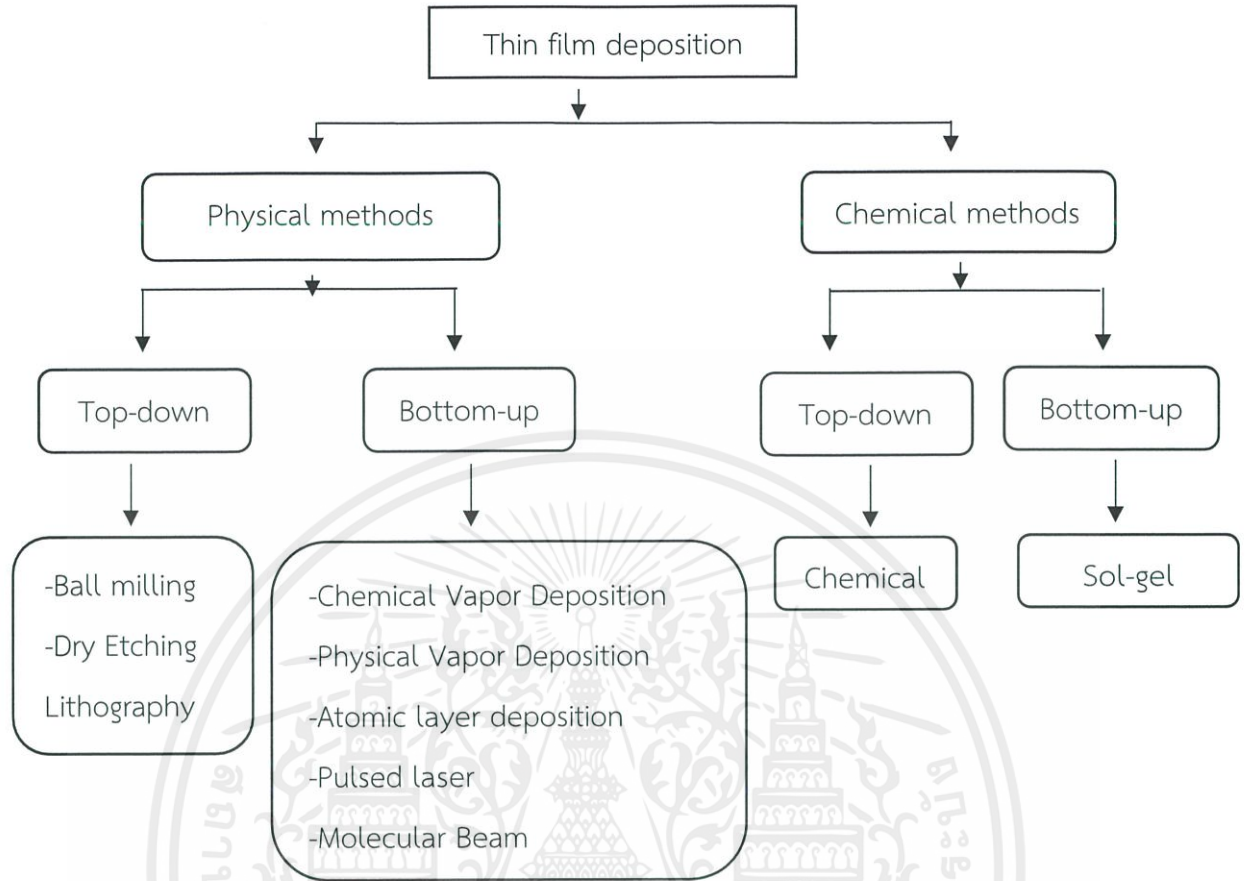 Thin film deposition
Physical methods
Chemical methods
Top-down
Bottom-up
Top-down
Bottom-up
-Ball milling
-Dry Etching
Lithography
-Chemical Vapor Deposition
-Physical Vapor Deposition
-Atomic layer deposition
-Pulsed laser
-Molecular Beam
Chemical
Sol-gel